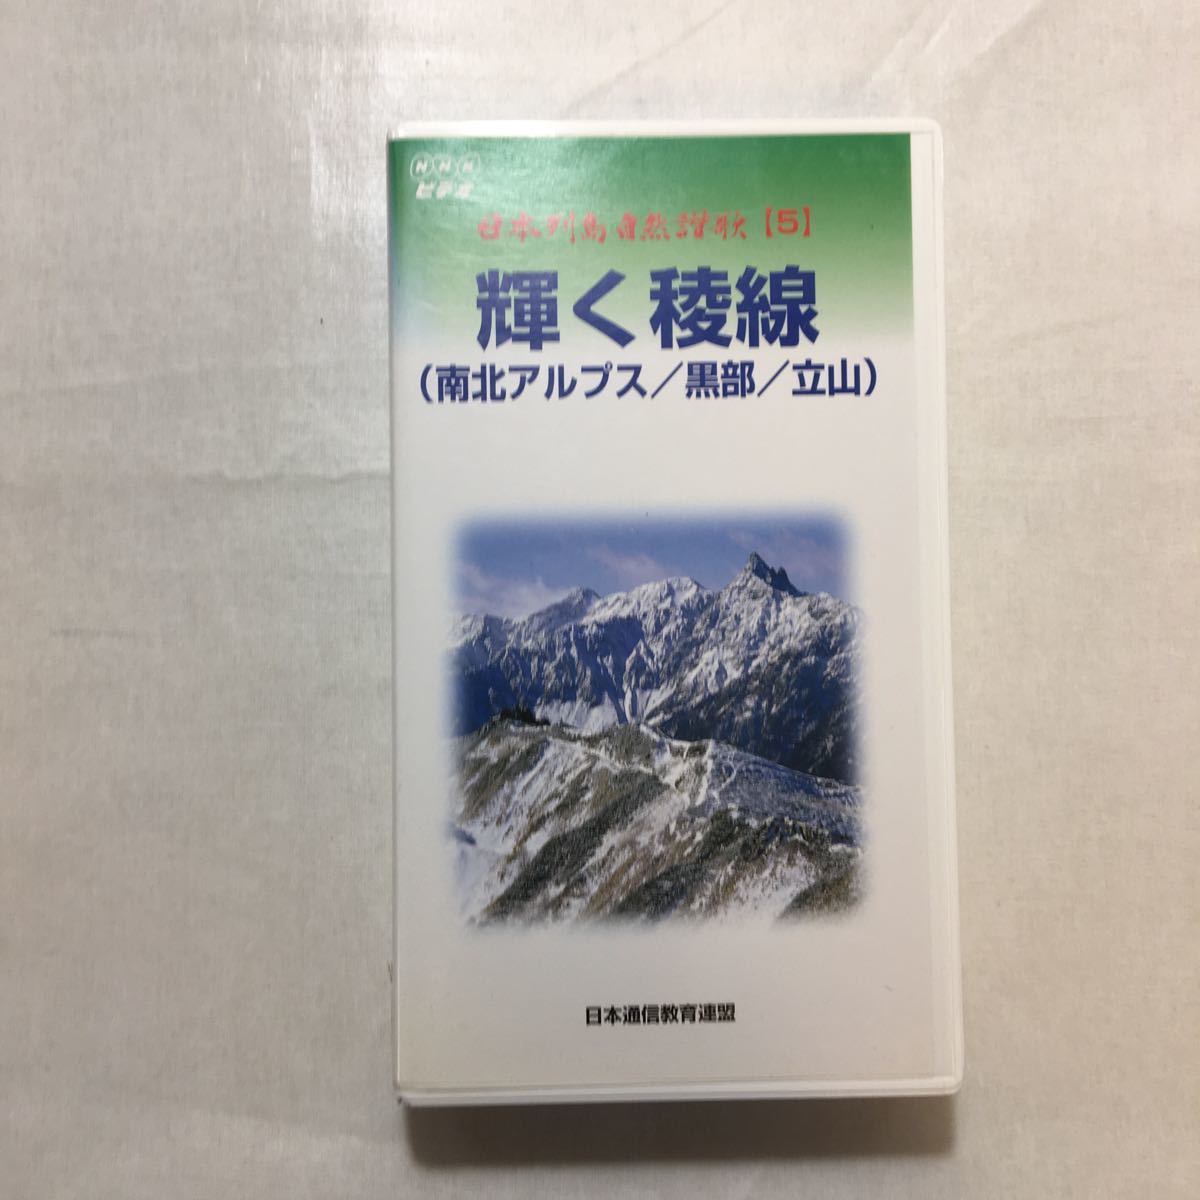 NHK
ビデオ
日本列島自然讃歌【5】
輝く稜線
（南北アルプス／黒部／立山）
日本通信教育連盟